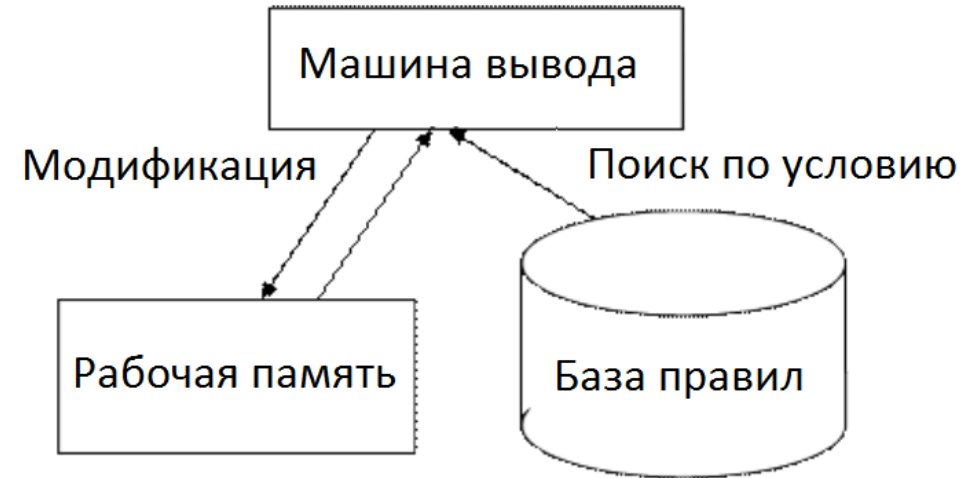 Машина вывода
Модификация
Поиск по условию
Рабочая память
База правил